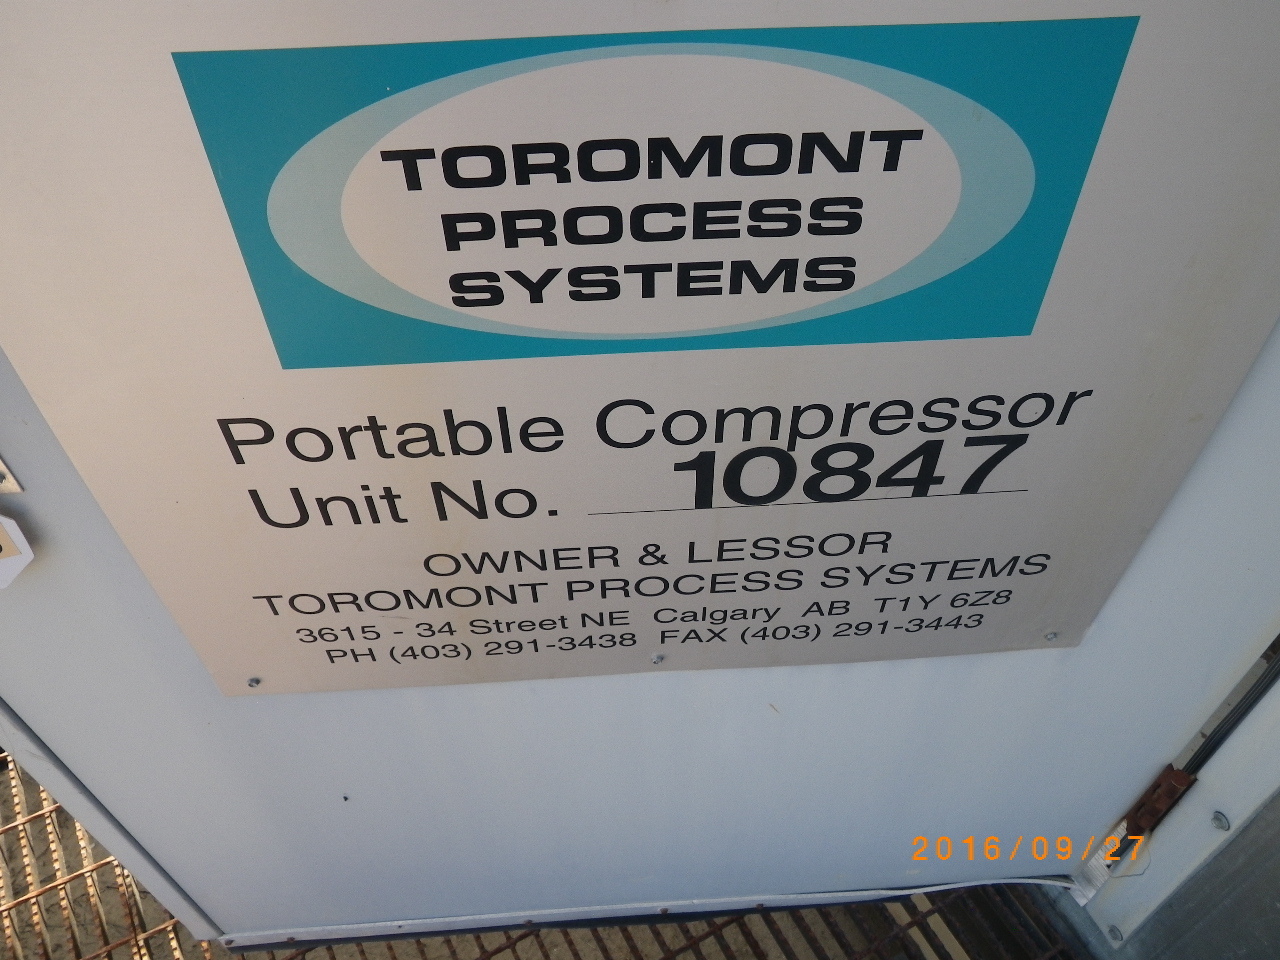 TOROMONT
PROCESS
SYSTEMS
Portable Compressor
Unit No. 10847
OWNER & LESSOR
TOROMONT PROCESS SYSTEMS
3615 - 34 Street NE Calgary AB T1Y 6Z8
PH (403) 291-3438 FAX (403) 291-3443
2016/09/27